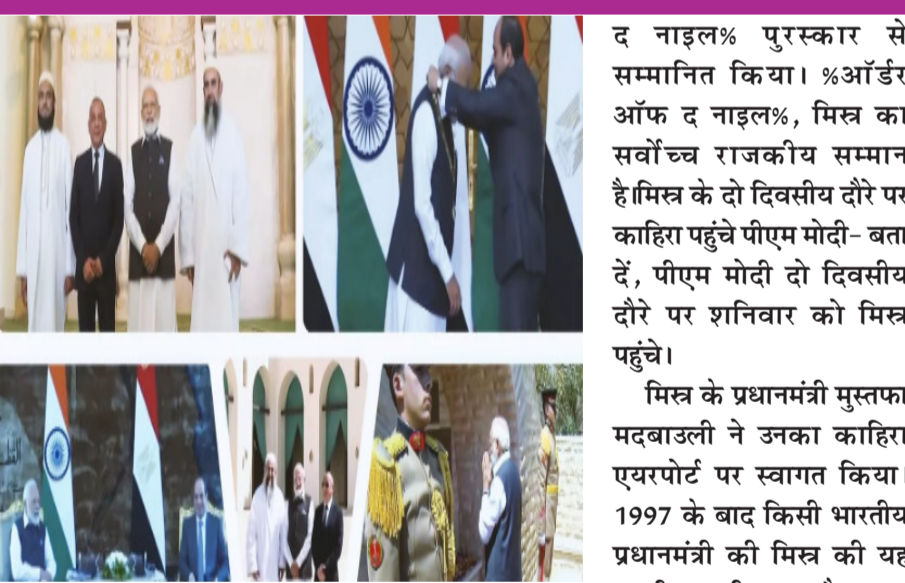 द नाइल% पुरस्कार से
सम्मानित किया। %ऑर्डर
ऑफ द नाइल%, मिस्र का
सर्वोच्च राजकीय सम्मान
है।मिस्र के दो दिवसीय दौरे पर
काहिरा पहुंचे पीएम मोदी- बता
दें, पीएम मोदी दो दिवसीय
दौरे पर शनिवार को मिस्र
पहुंचे।
मिस्र के प्रधानमंत्री मुस्तफा
मदबाउली ने उनका काहिरा
एयरपोर्ट पर स्वागत किया।
1997 के बाद किसी भारतीय
प्रधानमंत्री की मिस्र की यह